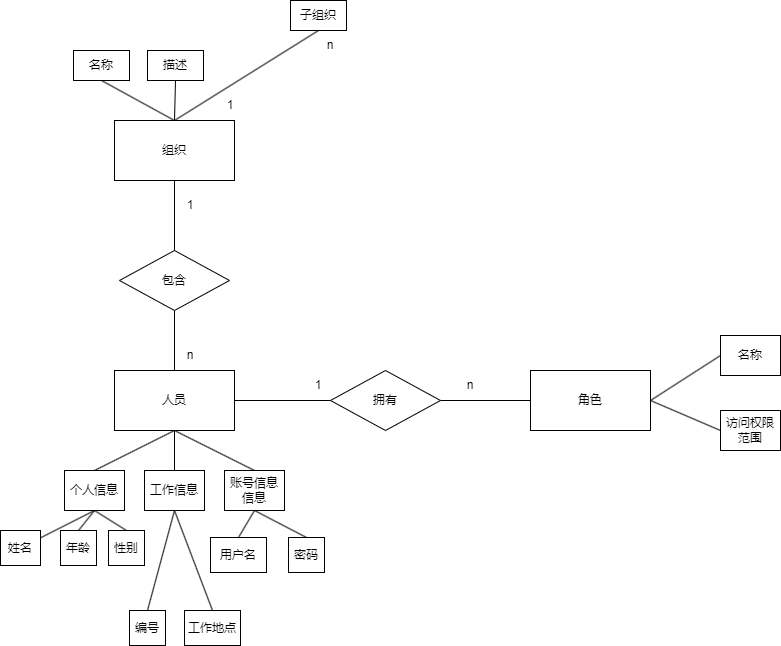 子组织
n
名称
描述
1
组织
1
包含
n
人员
1
拥有
n
角色
名称
访问权限
范围
个人信息
工作信息
账号信息
信息
姓名
年龄
性别
用户名
密码
编号
工作地点